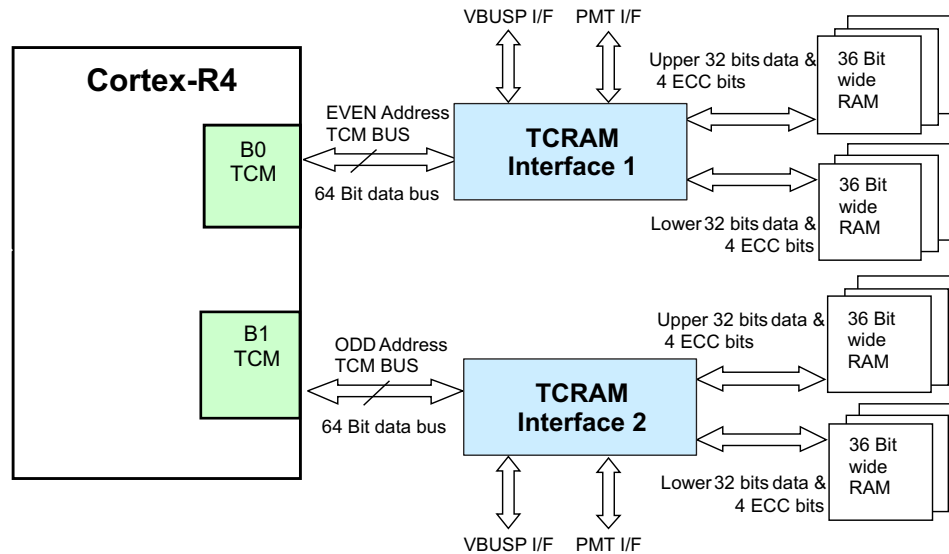 VBUSP I/F
PMT I/F
Cortex-R4
B0
TCM
EVEN Address
TCM BUS
64 Bit data bus
TCRAM
Interface 1
Upper 32 bits data &
4 ECC bits
36 Bit
wide
RAM
Lower 32 bits data &
4 ECC bits
36 Bit
wide
RAM
B1
TCM
ODD Address
TCM BUS
64 Bit data bus
TCRAM
Interface 2
Upper 32 bits data &
4 ECC bits
36 Bit
wide
RAM
Lower 32 bits data &
4 ECC bits
36 Bit
wide
RAM
VBUSP I/F
PMT I/F